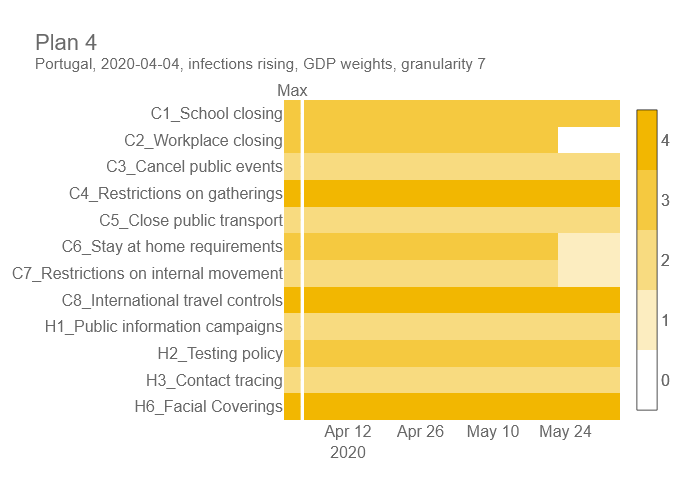 Plan 4
Portugal, 2020-04-04, infections rising, GDP weights, granularity 7
Max
C1_School closing
C2_Workplace closing
C3_Cancel public events
C4_Restrictions on gatherings
C5_Close public transport
C6_Stay at home requirements
C7_Restrictions on internal movement
C8_International travel controls
H1_Public information campaigns
H2_Testing policy
H3_Contact tracing
H6_Facial Coverings
Apr 12 Apr 26 May 10 May 24
2020
4
3
2
1
0